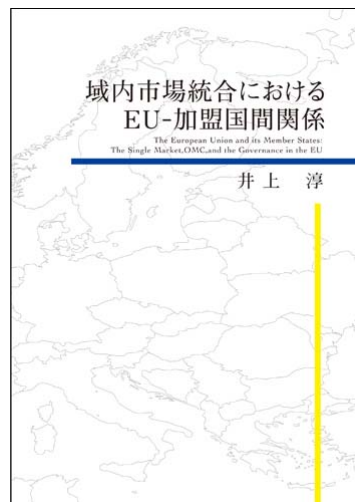 域内市場統合における
EU-加盟国間関係
The European Union and its Member States:
The Single Market,OMC,and the Governance in the EU
井上 淳